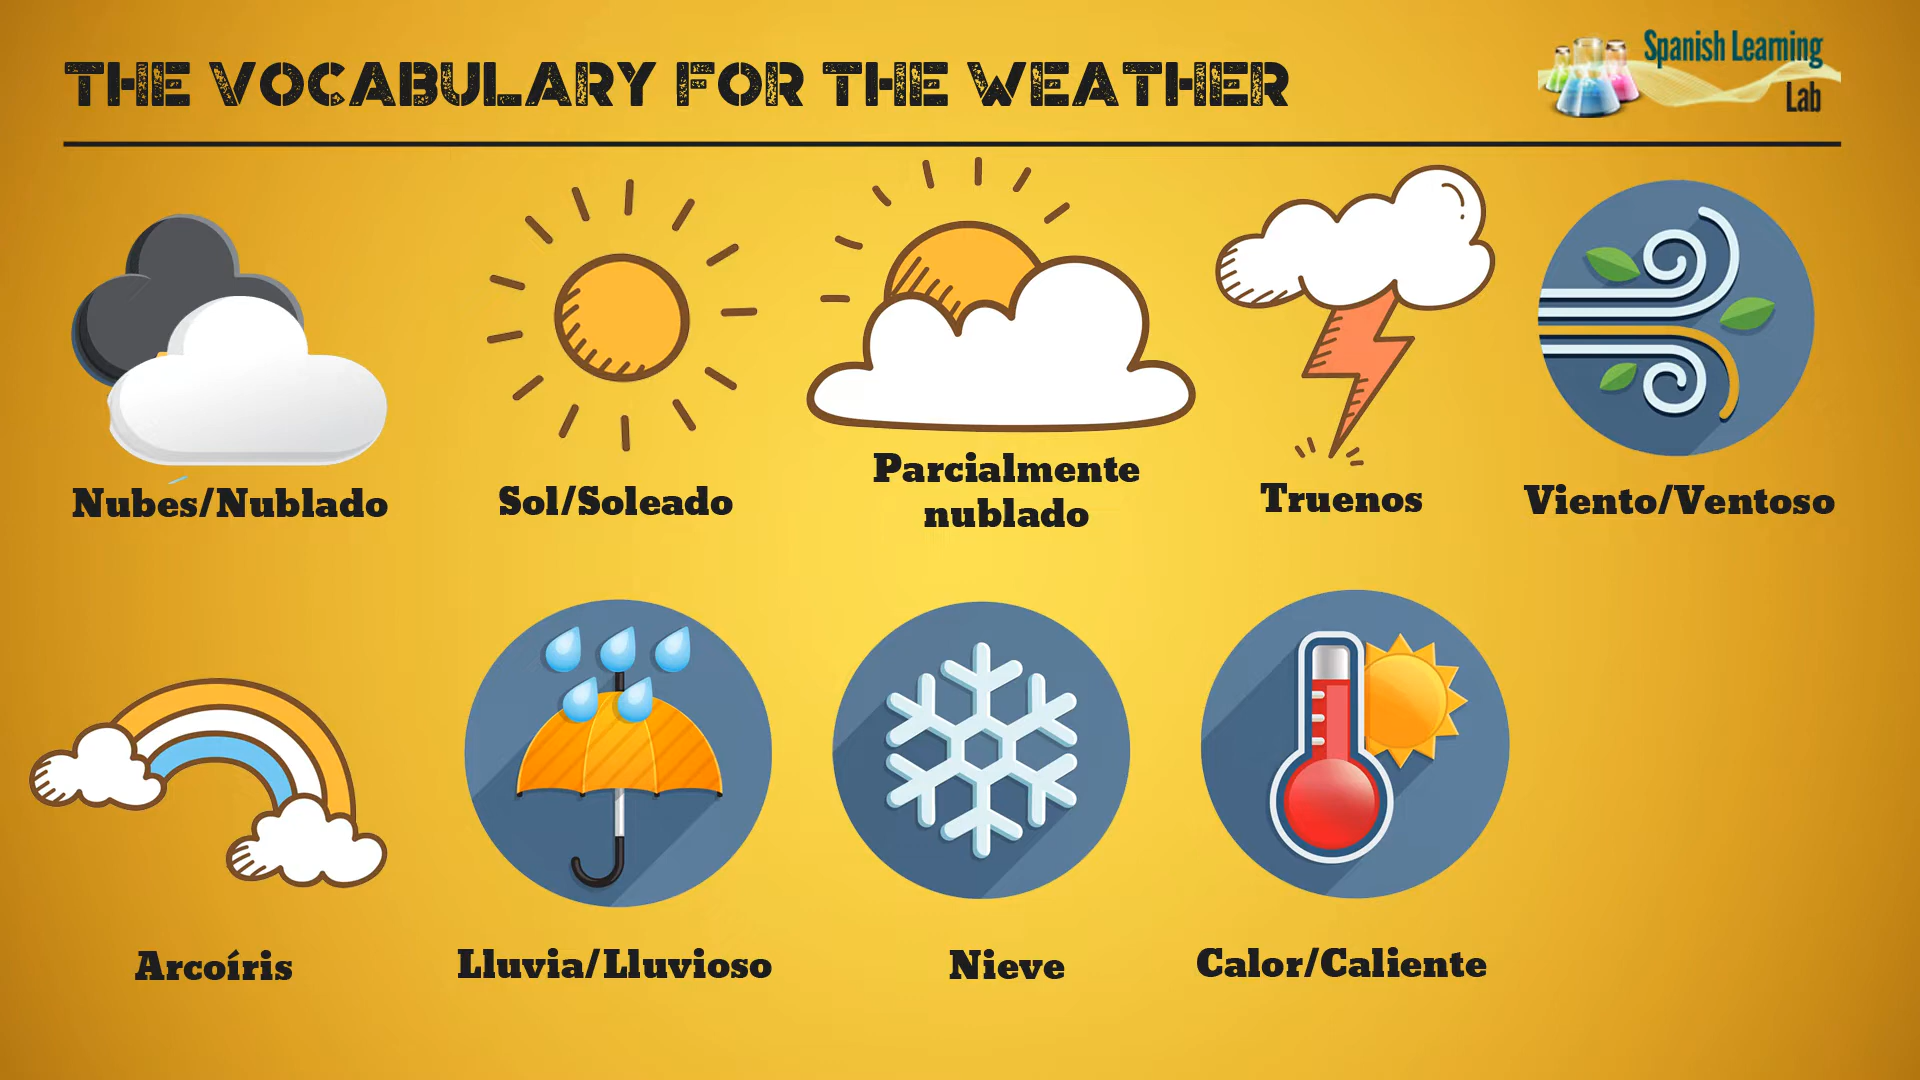 THE VOCABULARY FOR THE WEATHER
Spanish Learning
Lab
Nubes/Nublado
Sol/Soleado
Parcialmente
nublado
Truenos
Viento/Ventoso
Arcoíris
Lluvia/Lluvioso
Nieve
Calor/Caliente